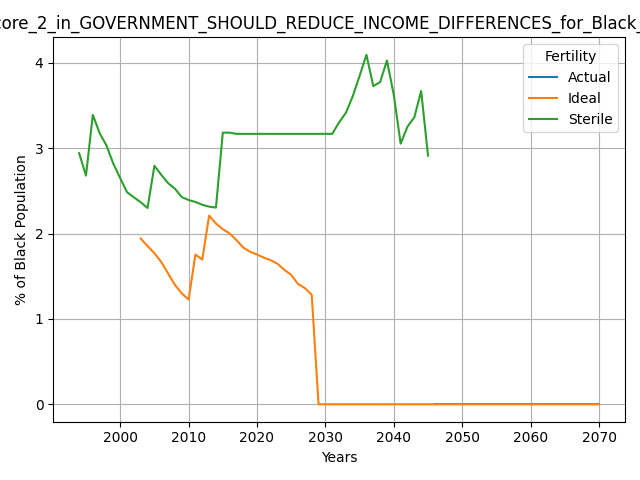 core_2_in_GOVERNMENT_SHOULD_REDUCE_INCOME_DIFFERENCES_for_Black_
Fertility
Actual
Ideal
Sterile
% of Black Population
4
3
2
1
0
2000 2010 2020 2030 2040 2050 2060 2070
Years